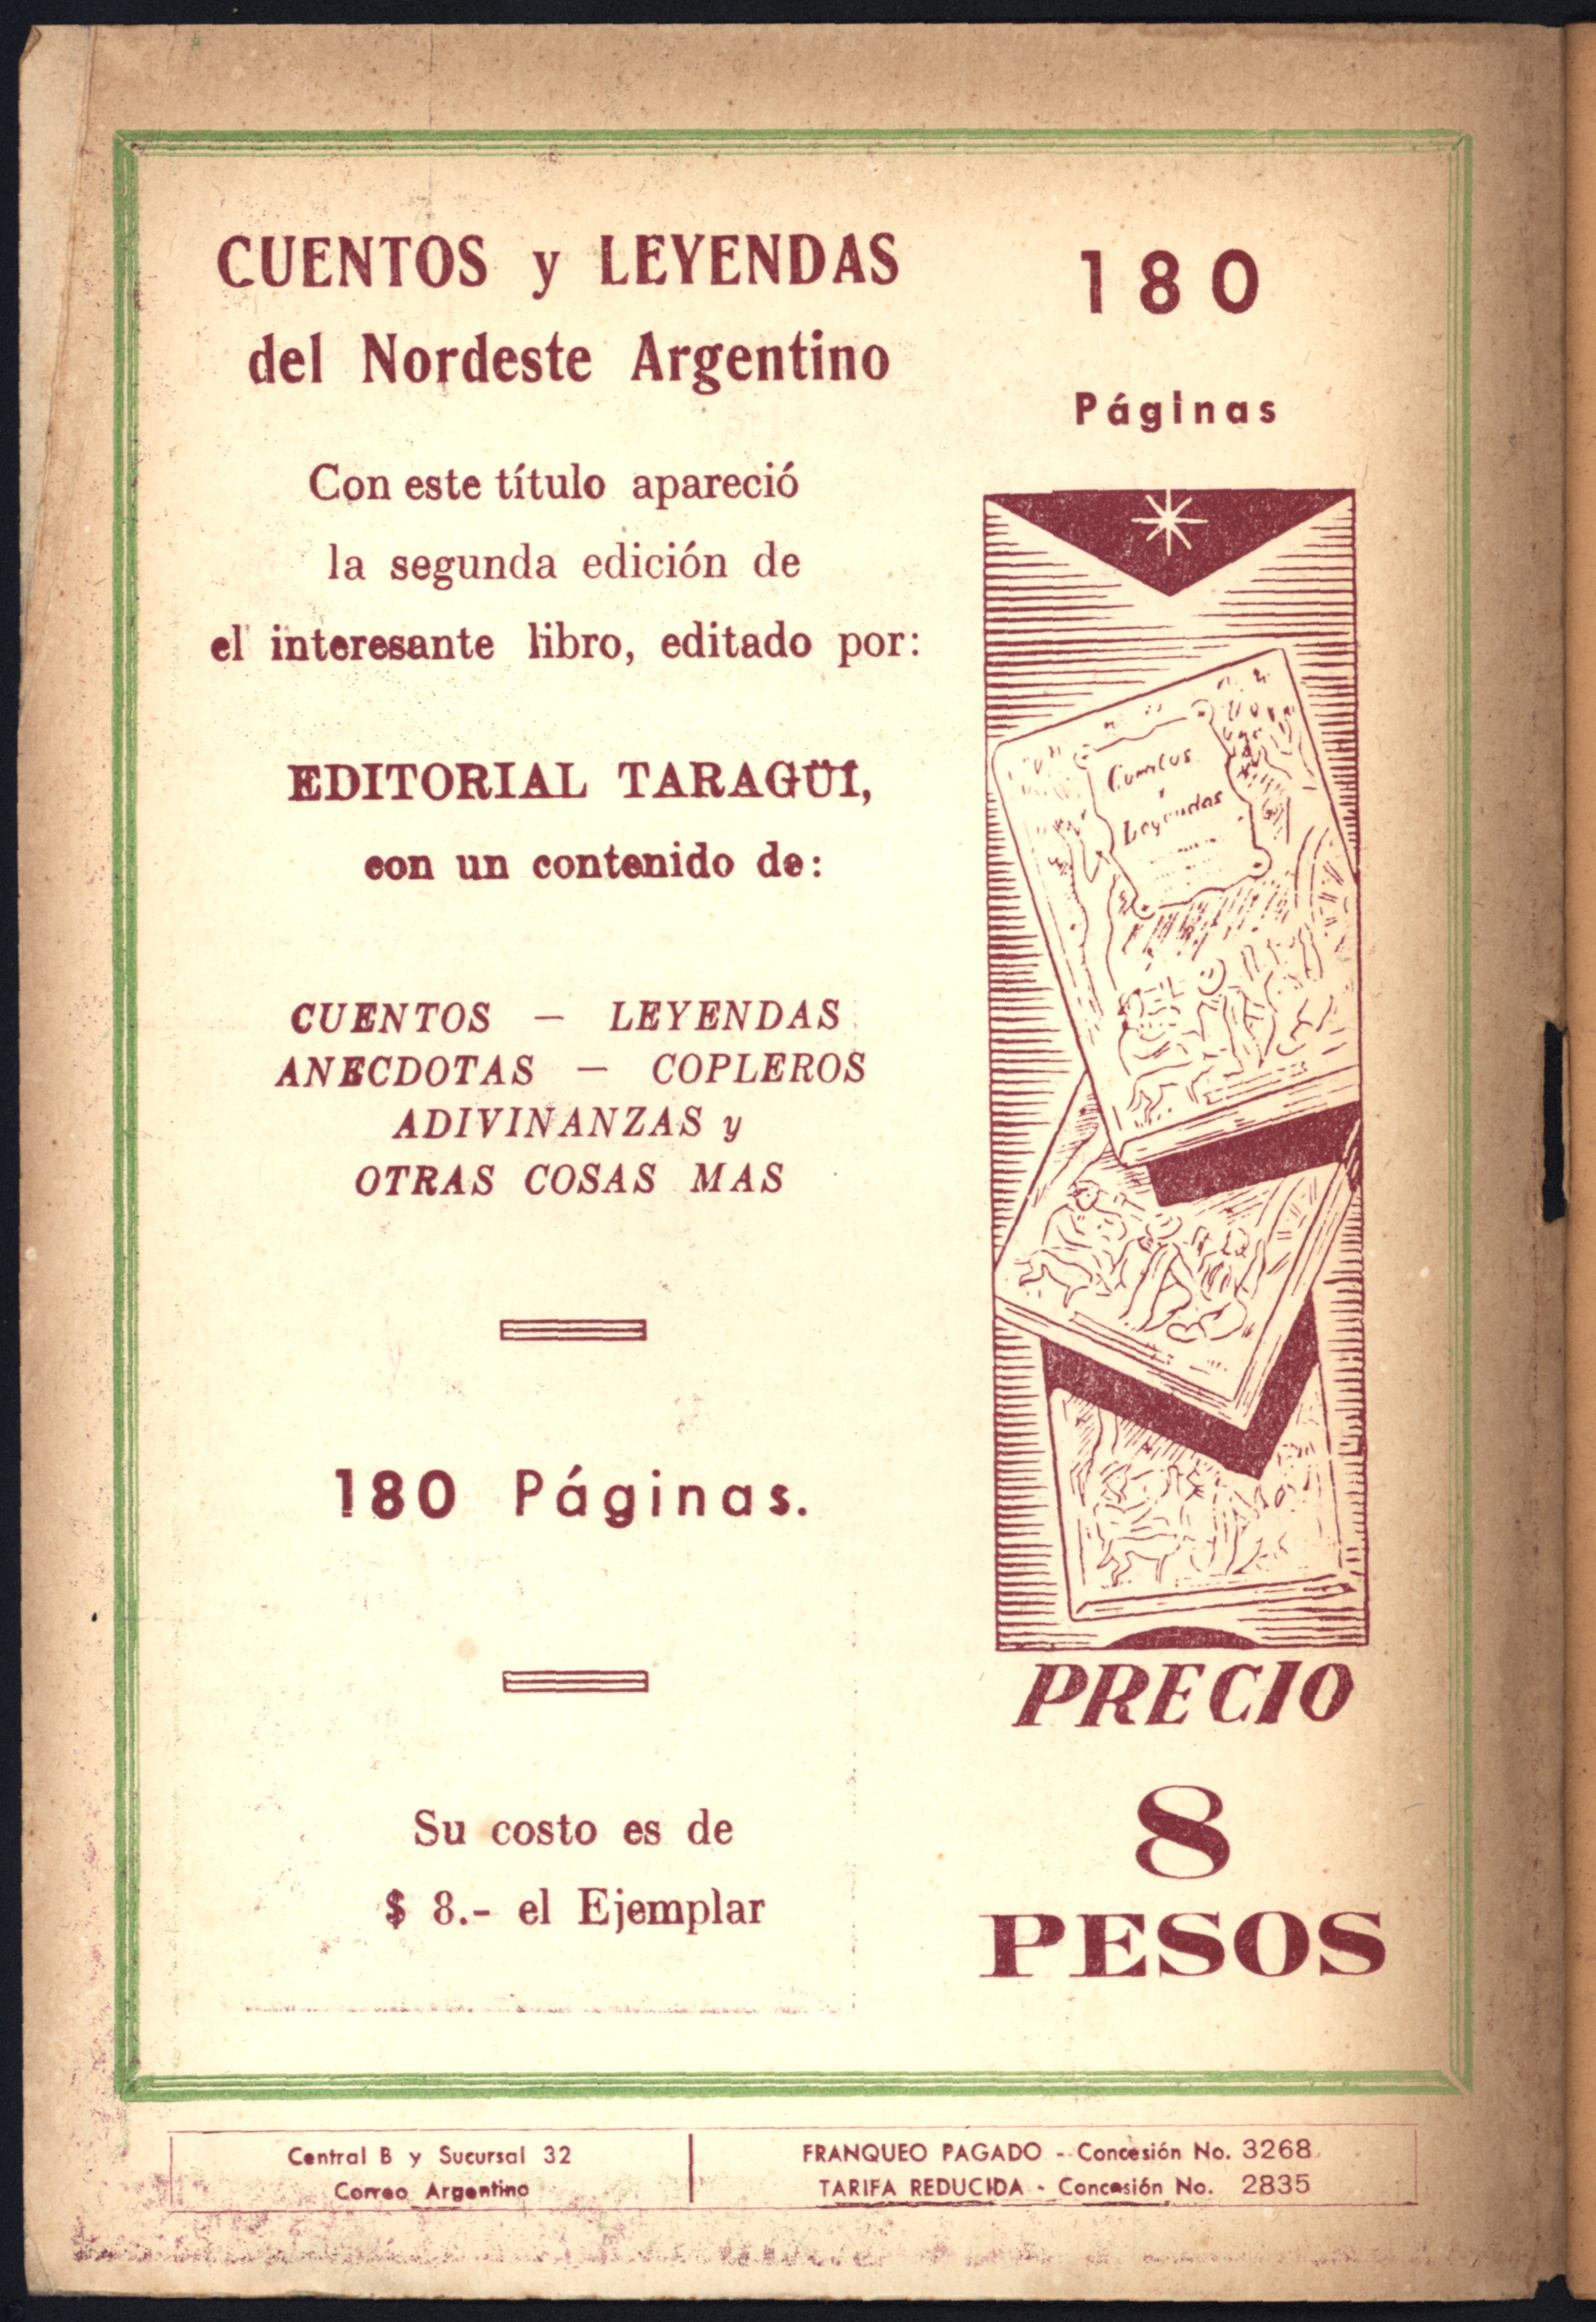 CUENTOS y LEYENDAS
del Nordeste Argentino
Con este título apareció
la segunda edición de
el interesante libro, editado por:
EDITORIAL TARAGÜI,
con un contenido de:
CUENTOS — LEYENDAS
ANECDOTAS — COPLEROS
ADIVINANZAS y
OTRAS COSAS MAS
180 Páginas.
Su costo es de
$ 8.- el Ejemplar
180
Páginas
Cuentos
y
Leyendas
PRECIO
8
PESOS
Central B y Sucursal 32
Correo Argentino
FRANQUEO PAGADO - Concesión No. 3268
TARIFA REDUCIDA - Concesión No. 2835